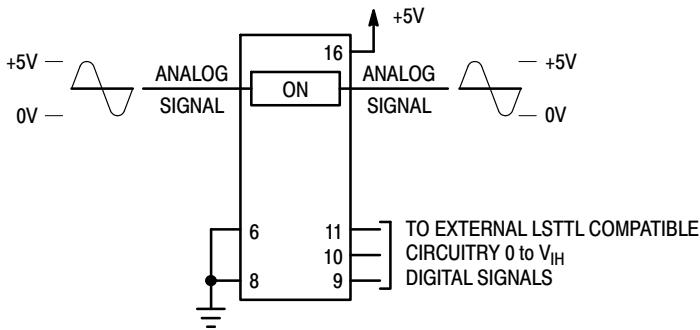 +5V
16
+5V
ANALOG
SIGNAL
ON
ANALOG
SIGNAL
+5V
0V
0V
6
11
TO EXTERNAL LSTTL COMPATIBLE
10
CIRCUITRY 0 to VIH
8
9
DIGITAL SIGNALS